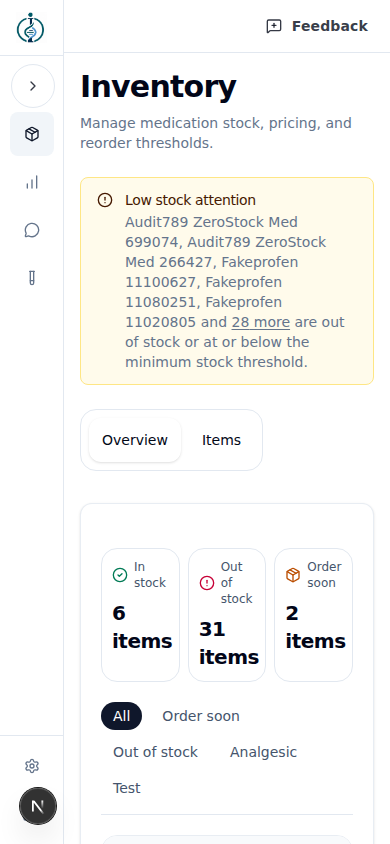 Feedback
Inventory
Manage medication stock, pricing, and
reorder thresholds.
Low stock attention
Audit789 ZeroStock Med
699074, Audit789 ZeroStock
Med 266427, Fakeprofen
11100627, Fakeprofen
11080251, Fakeprofen
11020805 and 28 more are out
of stock or at or below the
minimum stock threshold.
Overview Items
In
stock
6
items
Out
of
stock
31
items
Order
soon
2
items
All Order soon
Out of stock Analgesic
Test
N